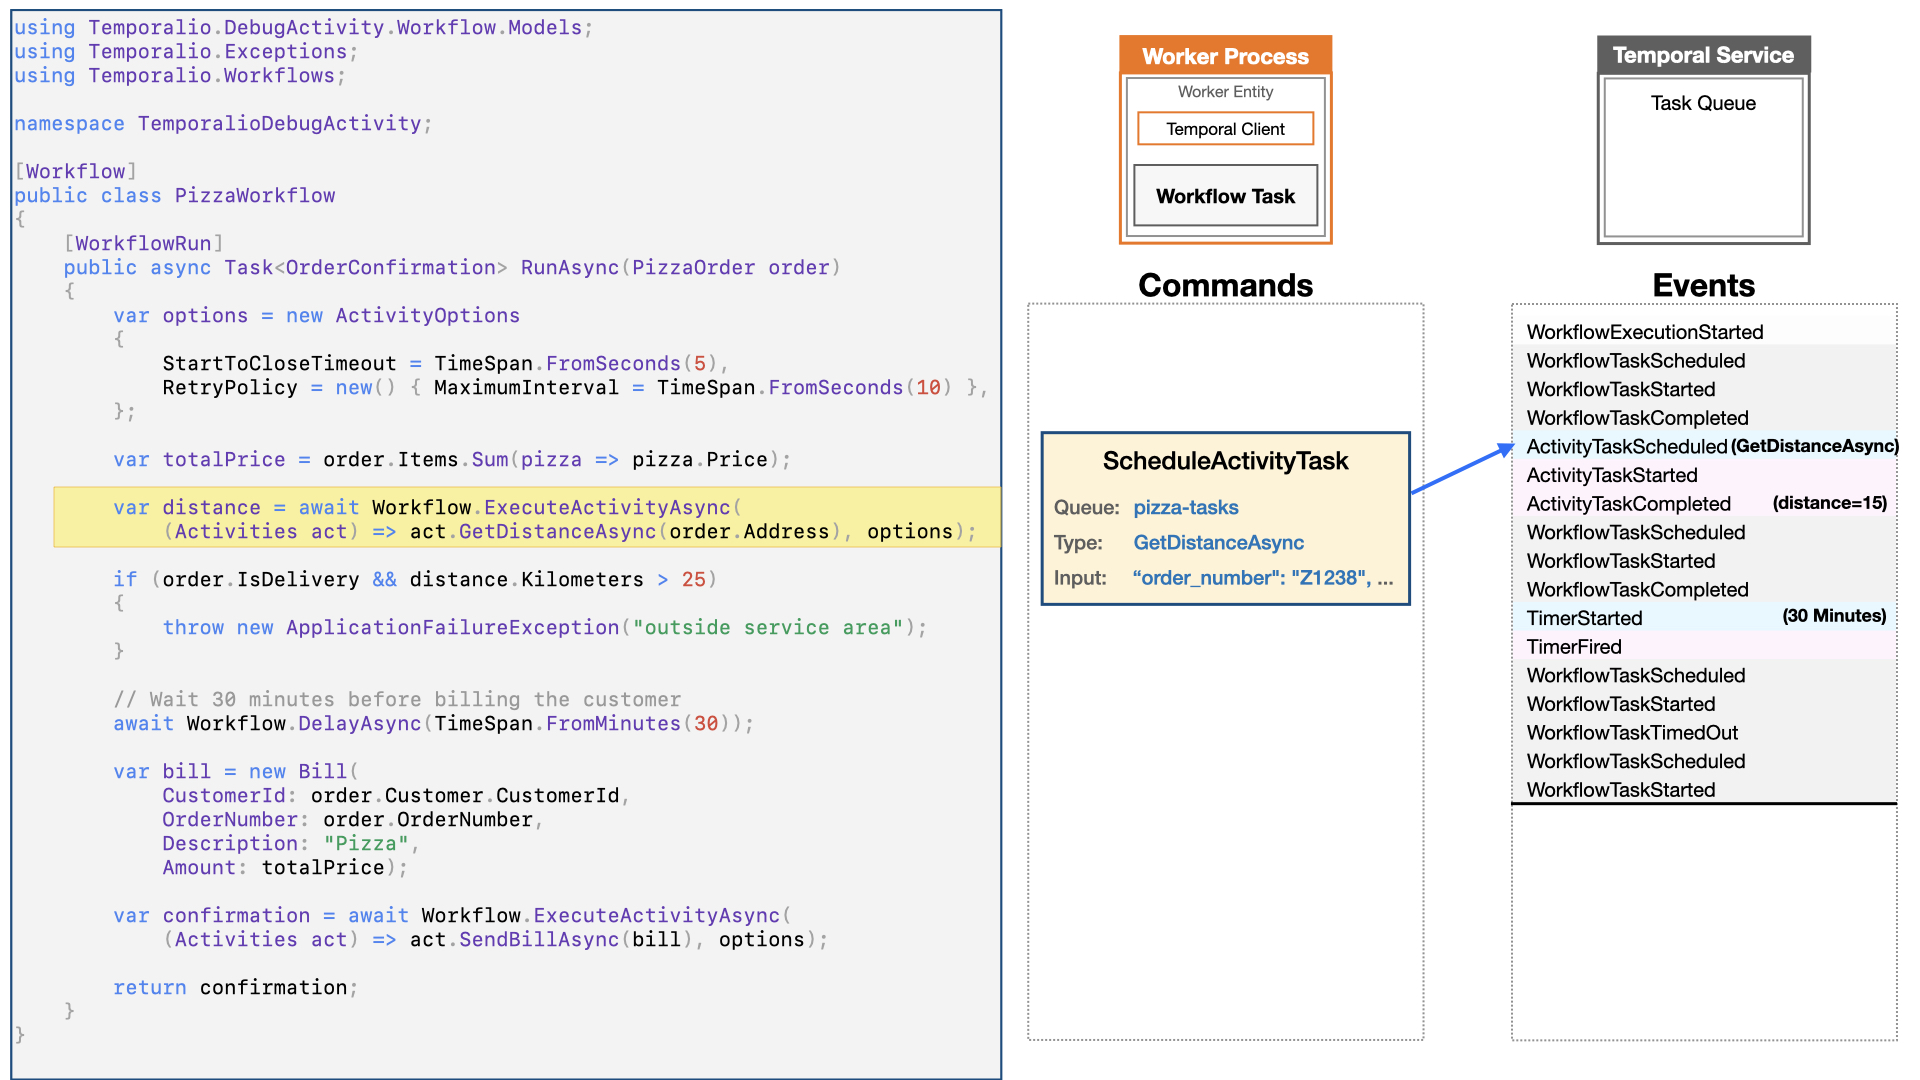 using Temporalio.DebugActivity.Workflow.Models;
using Temporalio.Exceptions;
using Temporalio.Workflows;
namespace TemporalioDebugActivity;
[Workflow]
public class PizzaWorkflow
{
[WorkflowRun]
public async Task<OrderConfirmation> RunAsync(PizzaOrder order)
{
var options = new ActivityOptions
{
StartToCloseTimeout = TimeSpan.FromSeconds(5),
RetryPolicy = new() { MaximumInterval = TimeSpan.FromSeconds(10) },
};
var totalPrice = order.Items.Sum(pizza => pizza.Price);
var distance = await Workflow.ExecuteActivityAsync(
(Activities act) => act.GetDistanceAsync(order.Address), options);
if (order.IsDelivery && distance.Kilometers > 25)
{
throw new ApplicationFailureException("outside service area");
}
// Wait 30 minutes before billing the customer
await Workflow.DelayAsync(TimeSpan.FromMinutes(30));
var bill = new Bill(
CustomerId: order.Customer.CustomerId,
OrderNumber: order.OrderNumber,
Description: "Pizza",
Amount: totalPrice);
var confirmation = await Workflow.ExecuteActivityAsync(
(Activities act) => act.SendBillAsync(bill), options);
return confirmation;
}
}
Worker Process
Worker Entity
Temporal Client
Workflow Task
Commands
ScheduleActivityTask
Queue: pizza-tasks
Type: GetDistanceAsync
Input: “order_number": "Z1238", ...
Temporal Service
Task Queue
Events
WorkflowExecutionStarted
WorkflowTaskScheduled
WorkflowTaskStarted
WorkflowTaskCompleted
ActivityTaskScheduled (GetDistanceAsync)
ActivityTaskStarted
ActivityTaskCompleted (distance=15)
WorkflowTaskScheduled
WorkflowTaskStarted
WorkflowTaskCompleted
TimerStarted (30 Minutes)
TimerFired
WorkflowTaskScheduled
WorkflowTaskStarted
WorkflowTaskTimedOut
WorkflowTaskScheduled
WorkflowTaskStarted